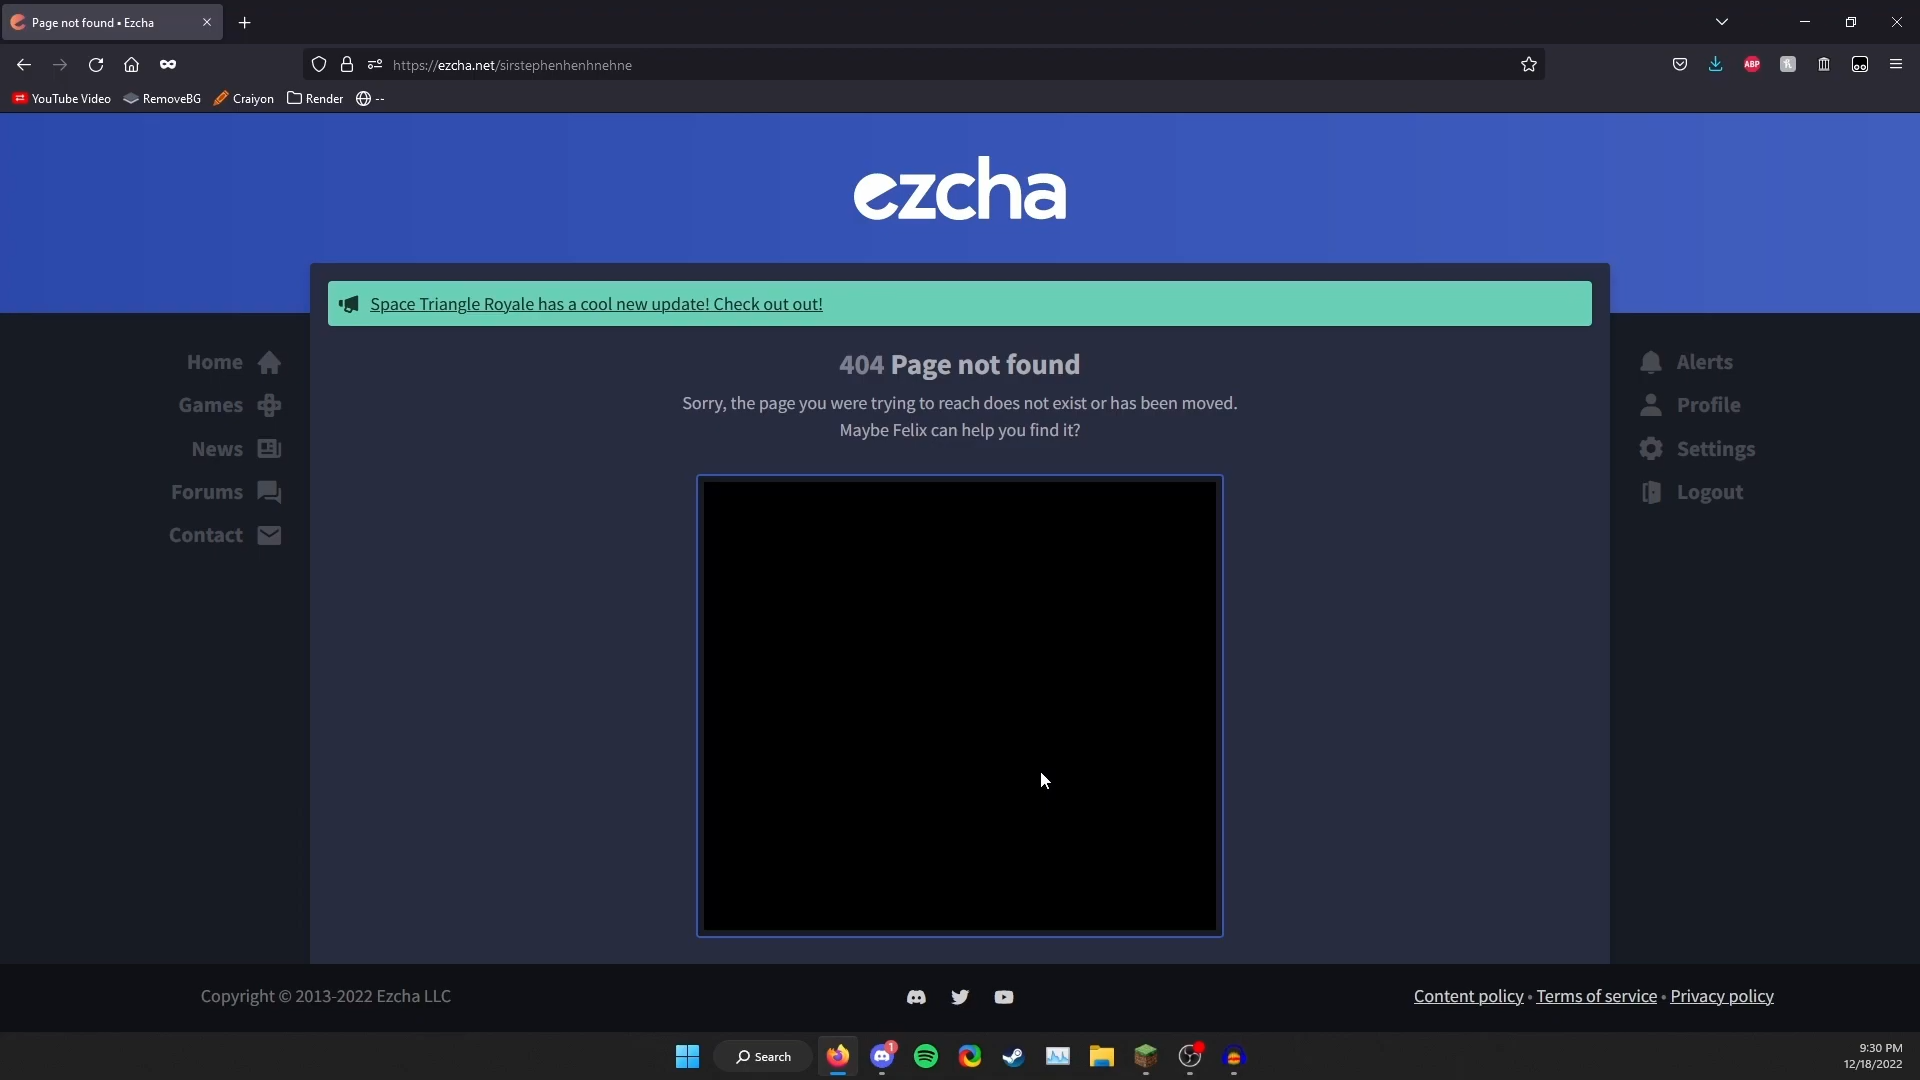 Page not found • Ezcha
https://ezcha.net/sirstephenhenhnehne
YouTube Video
RemoveBG
Craiyon
Render
--
ABP
ezcha
Space Triangle Royale has a cool new update! Check out out!
Home
Games
News
Forums
Contact
404 Page not found
Sorry, the page you were trying to reach does not exist or has been moved.
Maybe Felix can help you find it?
Alerts
Profile
Settings
Logout
Copyright © 2013-2022 Ezcha LLC
Content policy • Terms of service • Privacy policy
Search
1
9:30 PM
12/18/2022